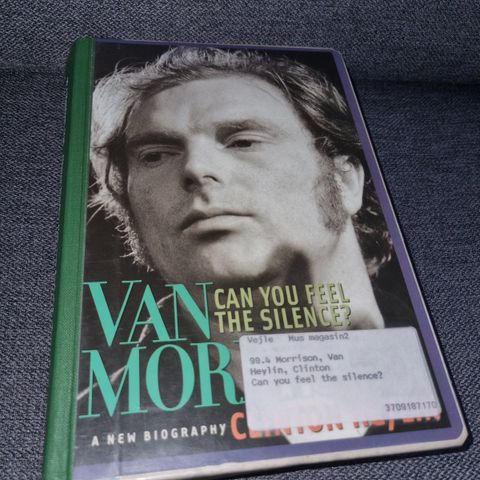 VAN
CAN YOU FEEL
THE SILENCE?
MOR
A NEW BIOGRAPHY
Vejle Mus magasin2
99.4 Morrison, Van
Heylin, Clinton
Can you feel the silence?
3709187170